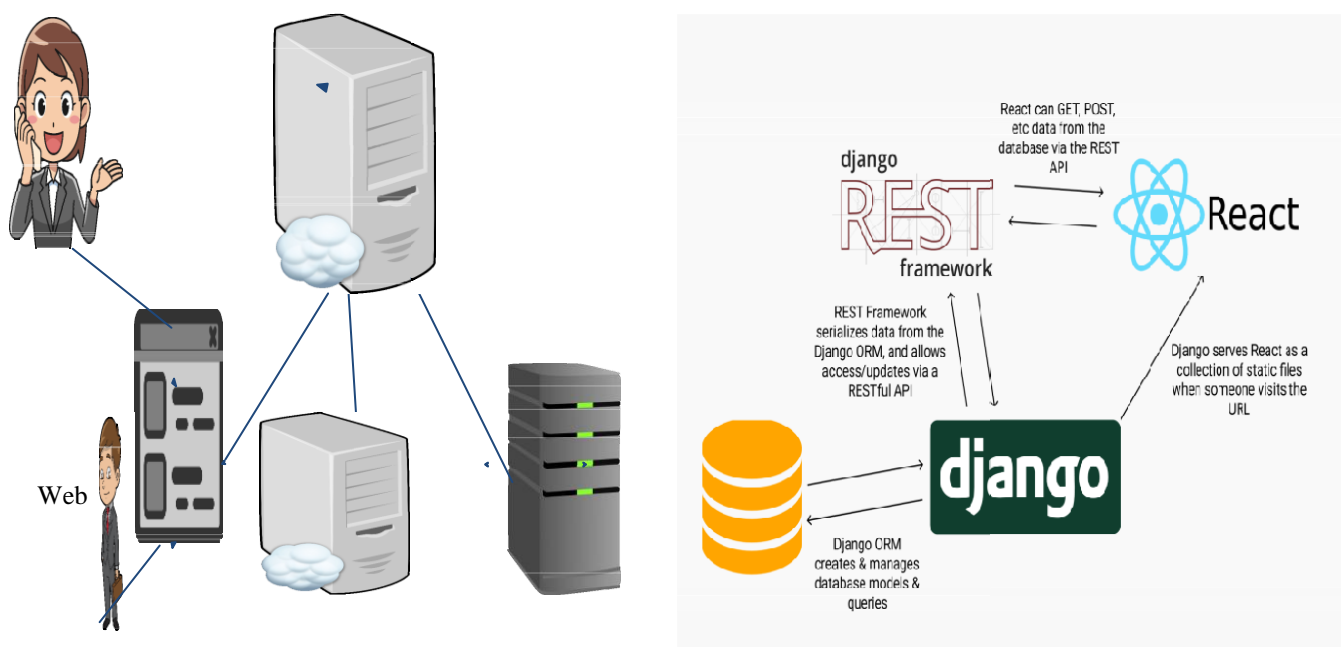 Web
React can GET, POST,
etc data from the
database via the REST
API
django
REST
framework
React
REST Framework
serializes data from the
Django ORM, and allows
access/updates via a
RESTful API
Django serves React as a
collection of static files
when someone visits the
URL
django
Django ORM
creates & manages
database models &
queries